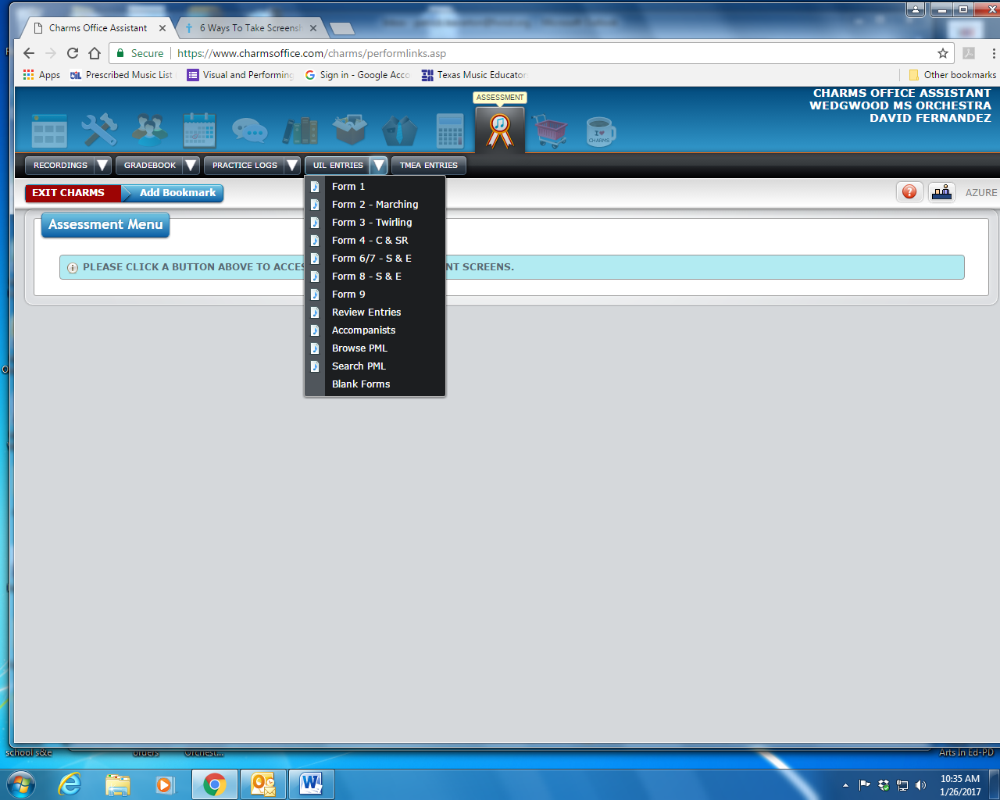 Charms Office Assistant
6 Ways To Take Screensh
Secure
https://www.charmsoffice.com/charms/performlinks.asp
Apps
Prescribed Music List
Visual and Performing
Sign in - Google Acco
Texas Music Educator
Other bookmarks
ASSESSMENT
CHARMS OFFICE ASSISTANT
WEDGWOOD MS ORCHESTRA
DAVID FERNANDEZ
I ♥ CHARMS
RECORDINGS
GRADEBOOK
PRACTICE LOGS
UIL ENTRIES
TMEA ENTRIES
EXIT CHARMS
Add Bookmark
AZURE
Form 1
Form 2 - Marching
Form 3 - Twirling
Form 4 - C & SR
Form 6/7 - S & E
Form 8 - S & E
Form 9
Review Entries
Accompanists
Browse PML
Search PML
Blank Forms
Assessment Menu
PLEASE CLICK A BUTTON ABOVE TO ACCES
NT SCREENS.
school s&e
orders
Orchest...
Arts In Ed-PD
10:35 AM
1/26/2017